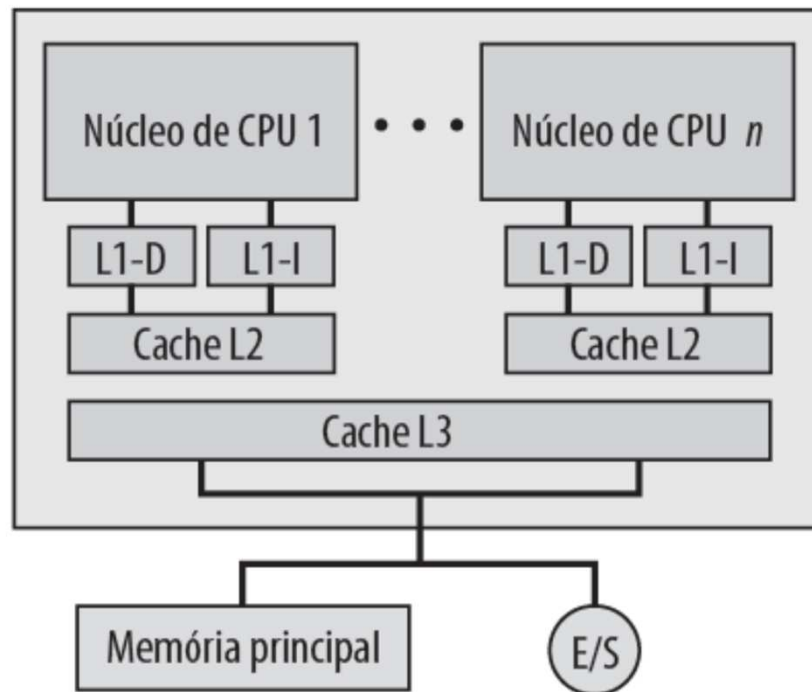 Núcleo de CPU 1 • • • Núcleo de CPU n
L1-D L1-I L1-D L1-I
Cache L2 Cache L2
Cache L3
Memória principal E/S